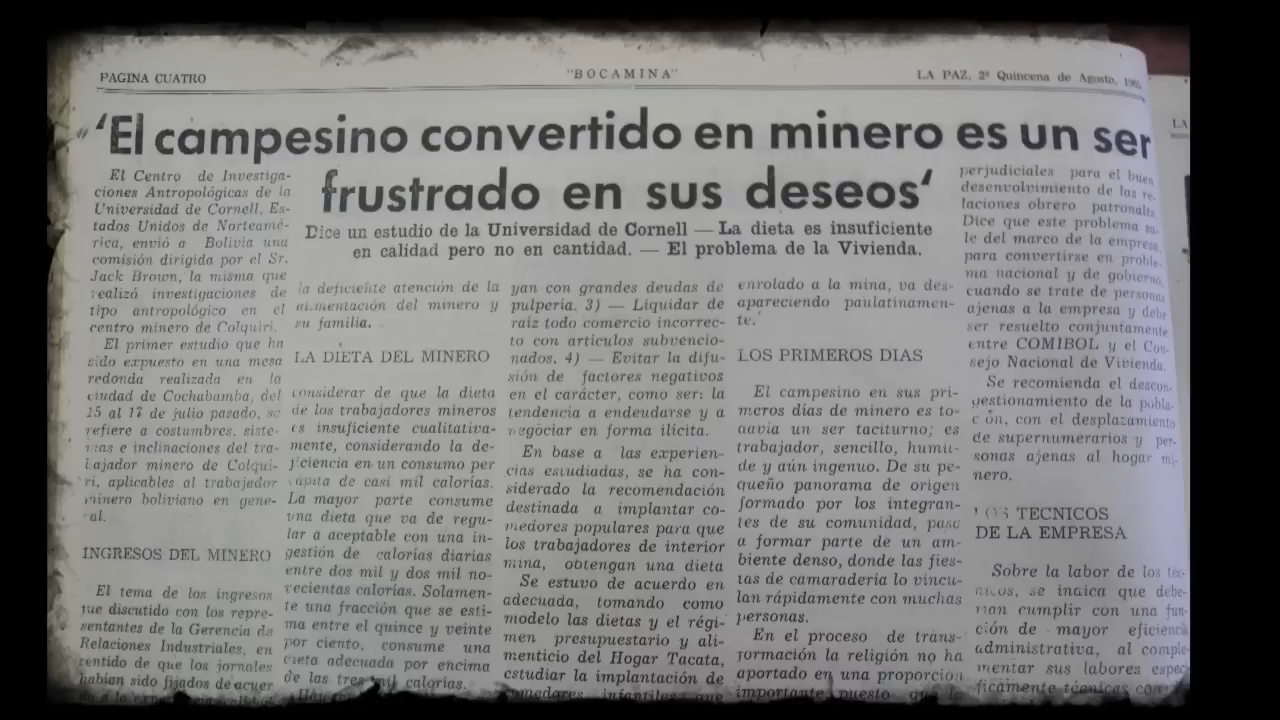 PAGINA CUATRO
"BOCAMINA"
LA PAZ, 2º Quincena de Agosto,
'El campesino convertido en minero es un ser
frustrado en sus deseos'
Dice un estudio de la Universidad de Cornell — La dieta es insuficiente
en calidad pero no en cantidad. — El problema de la Vivienda.
El Centro de Investiga-
ciones Antropológicas de la
Universidad de Cornell, Es-
tados Unidos de Norteamé-
rica, envió a Bolivia una
comisión dirigida por el Sr.
Jack Brown, la misma que
realizó investigaciones de
tipo antropológico en el
centro minero de Colquiri.
El primer estudio que ha
sido expuesto en una mesa
redonda realizada en la
ciudad de Cochabamba, del
15 al 17 de julio pasado, se
refiere a costumbres, siste-
mas e inclinaciones del tra-
bajador minero de Colqui-
ri, aplicables al trabajador
minero boliviano en gene-
al.
INGRESOS DEL MINERO
El tema de los ingresos
fue discutido con los repre-
sentantes de la Gerencia de
Relaciones Industriales, en
sentido de que los jornales
habían sido fijados de acuer
la deficiente atención de la
alimentación del minero y
su familia.
LA DIETA DEL MINERO
considerar de que la dieta
de los trabajadores mineros
es insuficiente cualitativa-
mente, considerando la de-
ficiencia en un consumo per
cápita de casi mil calorías.
La mayor parte consume
una dieta que va de regu-
lar a aceptable con una in-
gestión de calorías diarias
entre dos mil y dos mil no-
vecientas calorías. Solamen-
te una fracción que se esti-
ma entre el quince y veinte
por ciento, consume una
dieta adecuada por encima
de las tres mil calorías.
yan con grandes deudas de
pulpería. 3) — Liquidar de
raíz todo comercio incorrec-
to con artículos subvencio-
nados. 4) — Evitar la difu-
sión de factores negativos
en el carácter, como ser: la
tendencia a endeudarse y a
negociar en forma ilícita.
En base a las experien-
cias estudiadas, se ha con-
siderado la recomendación
destinada a implantar co-
medores populares para que
los trabajadores de interior
mina, obtengan una dieta
Se estuvo de acuerdo en
adecuada, tomando como
modelo las dietas y el régi-
men presupuestario y ali-
menticio del Hogar Tacata,
estudiar la implantación de
comedores infantiles que
enrolado a la mina, va des-
apareciendo paulatinamen-
te.
LOS PRIMEROS DIAS
El campesino en sus pri-
meros días de minero es to-
davía un ser taciturno; es
trabajador, sencillo, humil-
de y aún ingenuo. De su pe-
queño panorama de origen
formado por los integran-
tes de su comunidad, pasa
a formar parte de un am-
biente denso, donde las fies-
tas de camaradería lo vincu-
lan rápidamente con muchas
personas.
En el proceso de trans-
formación la religión no ha
aportado en una proporción
importante puesto que
perjudiciales para el buen
desenvolvimiento de las re-
laciones obrero patronales.
Dice que este problema sa-
le del marco de la empresa,
para convertirse en proble-
ma nacional y de gobierno,
cuando se trate de personas
ajenas a la empresa y debe
ser resuelto conjuntamente
entre COMIBOL y el Con-
sejo Nacional de Vivienda.
Se recomienda el descon-
gestionamiento de la pobla-
ción, con el desplazamiento
de supernumerarios y per-
sonas ajenas al hogar mi-
nero.
LOS TECNICOS
DE LA EMPRESA
Sobre la labor de los téc-
nicos, se indica que debe-
rían cumplir con una fun-
ción de mayor eficiencia
administrativa, al comple-
mentar sus labores especí-
ficamente técnicas con
LA